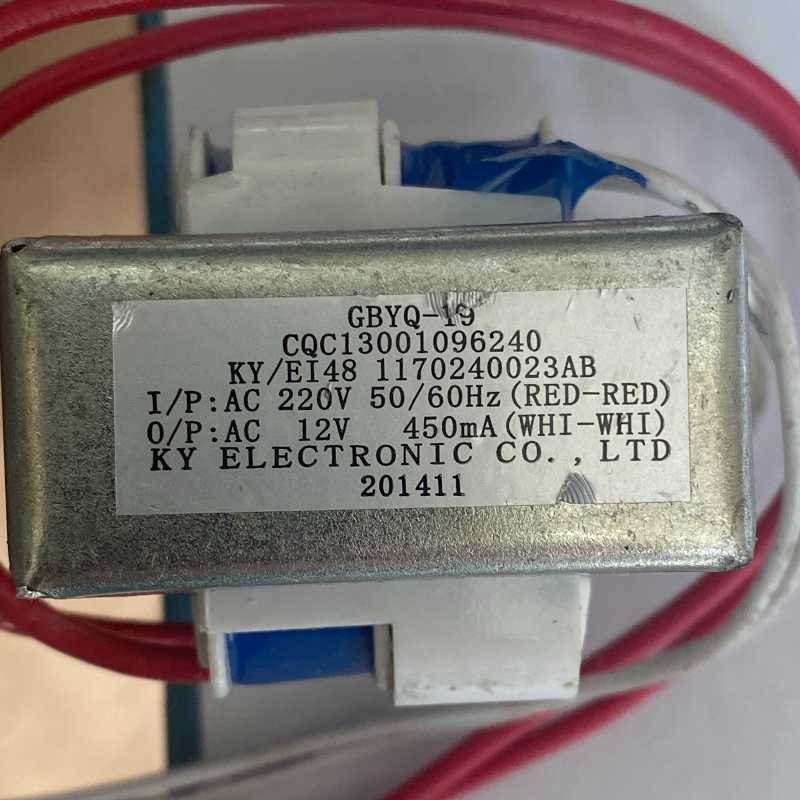 GBYQ-19
CQC13001096240
KY/EI48 1170240023AB
I/P:AC 220V 50/60Hz(RED-RED)
O/P:AC 12V 450mA(WHI-WHI)
KY ELECTRONIC CO.,LTD
201411